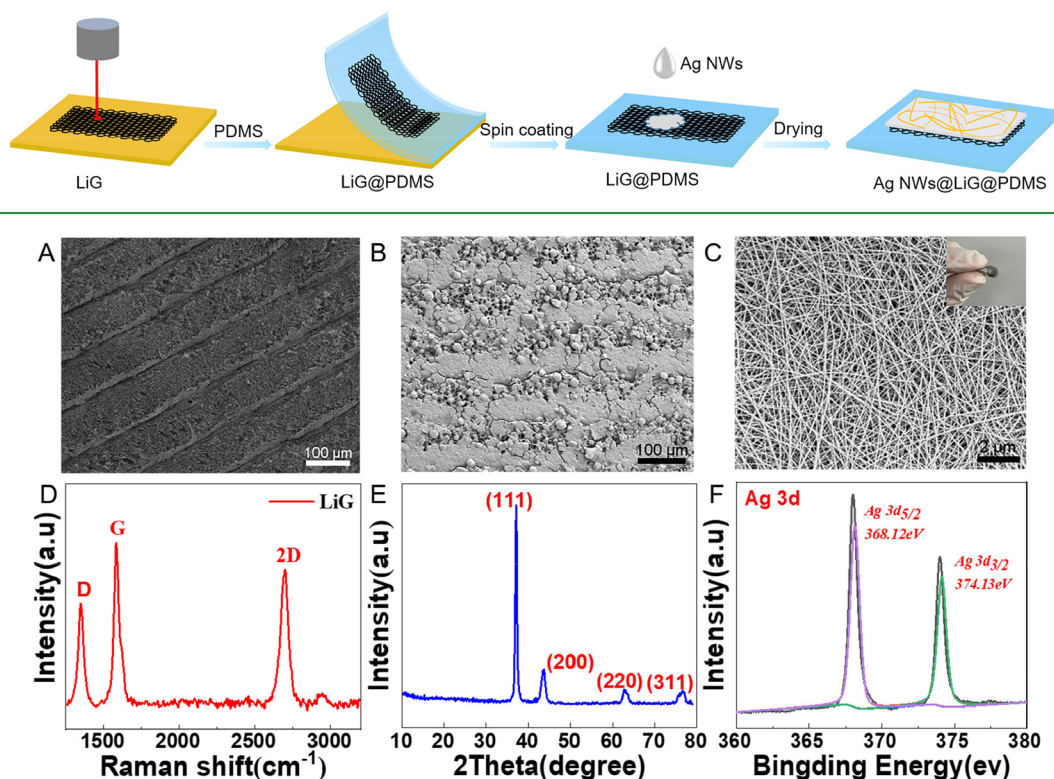 Ag NWs
PDMS
Spin coating
Drying
LiG
LiG@PDMS
LiG@PDMS
Ag NWs@LiG@PDMS
A
100 μm
B
100 μm
C
2 μm
D
LiG
D
G
2D
Intensity(a.u)
1500 2000 2500 3000
Raman shift(cm-1)
E
(111)
(200)
(220)
(311)
Intensity(a.u)
10 20 30 40 50 60 70 80
2Theta(degree)
F
Ag 3d
Ag 3d5/2
368.12eV
Ag 3d3/2
374.13eV
Intensity(a.u)
360 365 370 375 380
Bingding Energy(ev)